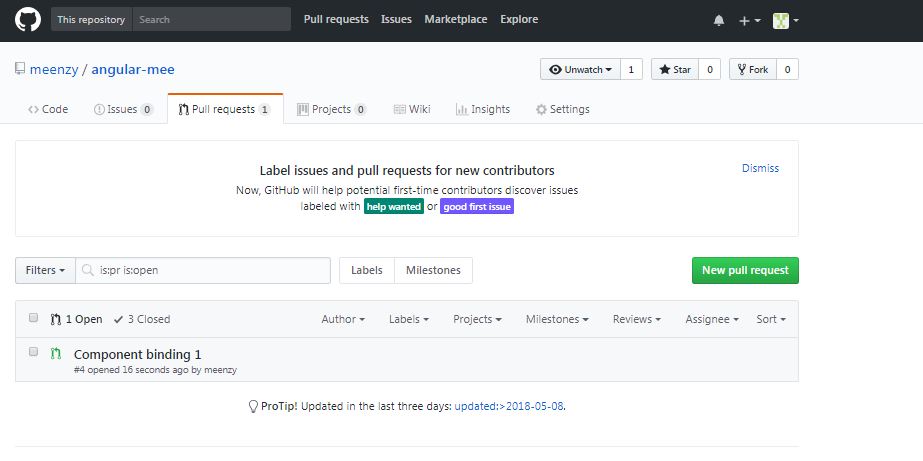 This repository Search Pull requests Issues Marketplace Explore
meenzy / angular-mee Unwatch 1 Star 0 Fork 0
Code Issues 0 Pull requests 1 Projects 0 Wiki Insights Settings
Label issues and pull requests for new contributors Dismiss
Now, GitHub will help potential first-time contributors discover issues
labeled with help wanted or good first issue
Filters is:pr is:open Labels Milestones New pull request
1 Open 3 Closed Author Labels Projects Milestones Reviews Assignee Sort
Component binding 1
#4 opened 16 seconds ago by meenzy
ProTip! Updated in the last three days: updated:>2018-05-08.